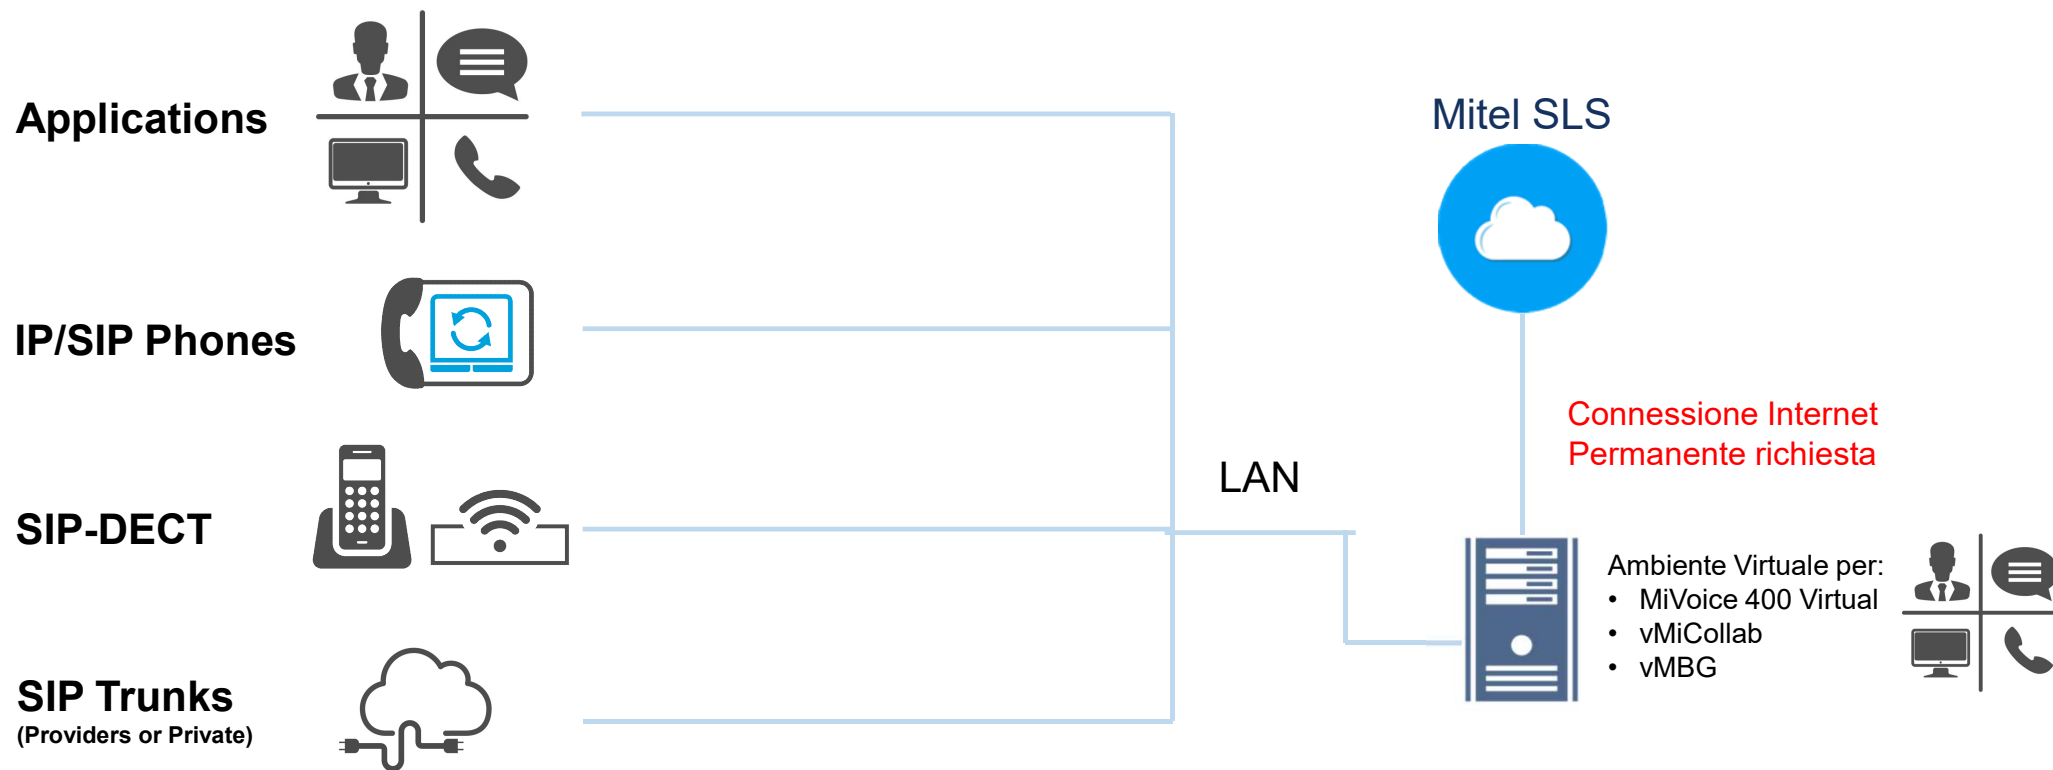 Applications
IP/SIP Phones
SIP-DECT
SIP Trunks
(Providers or Private)
LAN
Mitel SLS
Connessione Internet
Permanente richiesta
Ambiente Virtuale per:
• MiVoice 400 Virtual
• vMiCollab
• vMBG